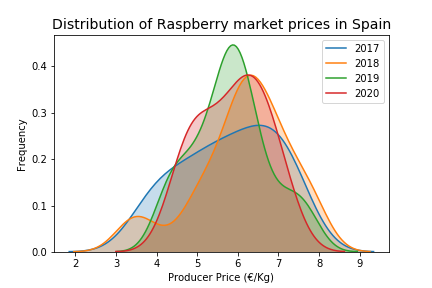 Distribution of Raspberry market prices in Spain
2017
2018
2019
2020
Frequency
0.4
0.3
0.2
0.1
0.0
2 3 4 5 6 7 8 9
Producer Price (€/Kg)